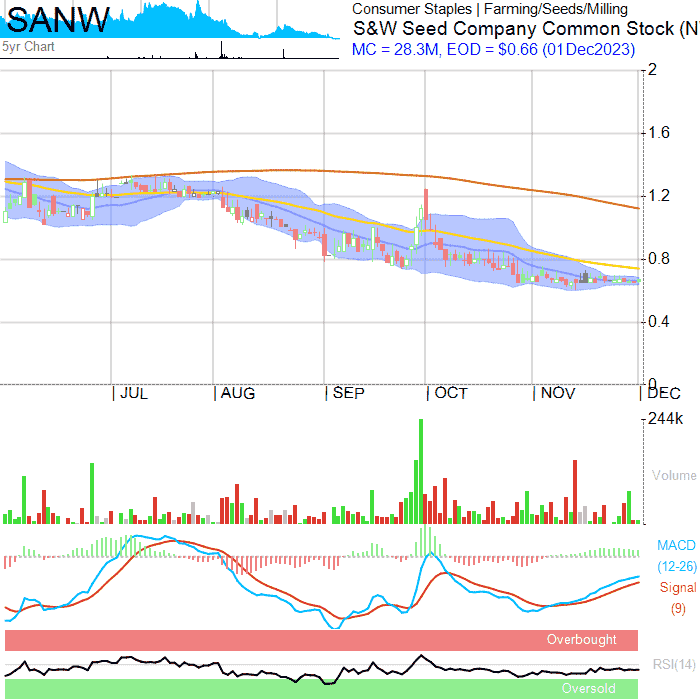 SANW
5yr Chart
Consumer Staples | Farming/Seeds/Milling
S&W Seed Company Common Stock (N
MC = 28.3M, EOD = $0.66 (01Dec2023)
2
1.6
1.2
0.8
0.4
0
JUL AUG SEP OCT NOV DEC
244k
Volume
MACD
(12-26)
Signal
(9)
Overbought
RSI(14)
Oversold